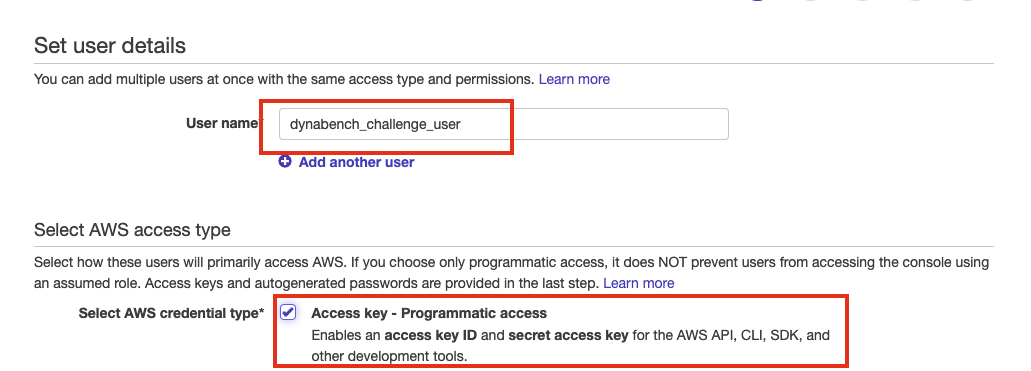 Set user details
You can add multiple users at once with the same access type and permissions. Learn more
User name*
dynabench_challenge_user
Add another user
Select AWS access type
Select how these users will primarily access AWS. If you choose only programmatic access, it does NOT prevent users from accessing the console using
an assumed role. Access keys and autogenerated passwords are provided in the last step. Learn more
Select AWS credential type*
Access key - Programmatic access
Enables an access key ID and secret access key for the AWS API, CLI, SDK, and
other development tools.